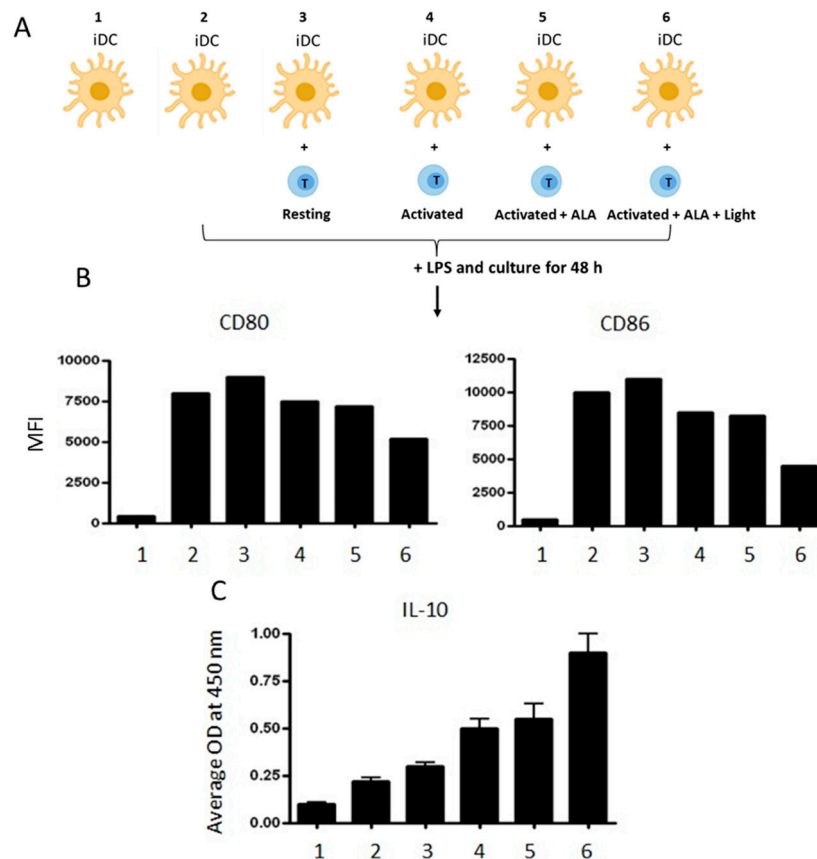 A
1 2 3 4 5 6
iDC iDC iDC iDC iDC iDC
+ + + +
T T T T
Resting Activated Activated + ALA Activated + ALA + Light
+ LPS and culture for 48 h
B
CD80
MFI
10000
7500
5000
2500
0
1 2 3 4 5 6
CD86
12500
10000
7500
5000
2500
0
1 2 3 4 5 6
C
IL-10
Average OD at 450 nm
1.00
0.75
0.50
0.25
0.00
1 2 3 4 5 6